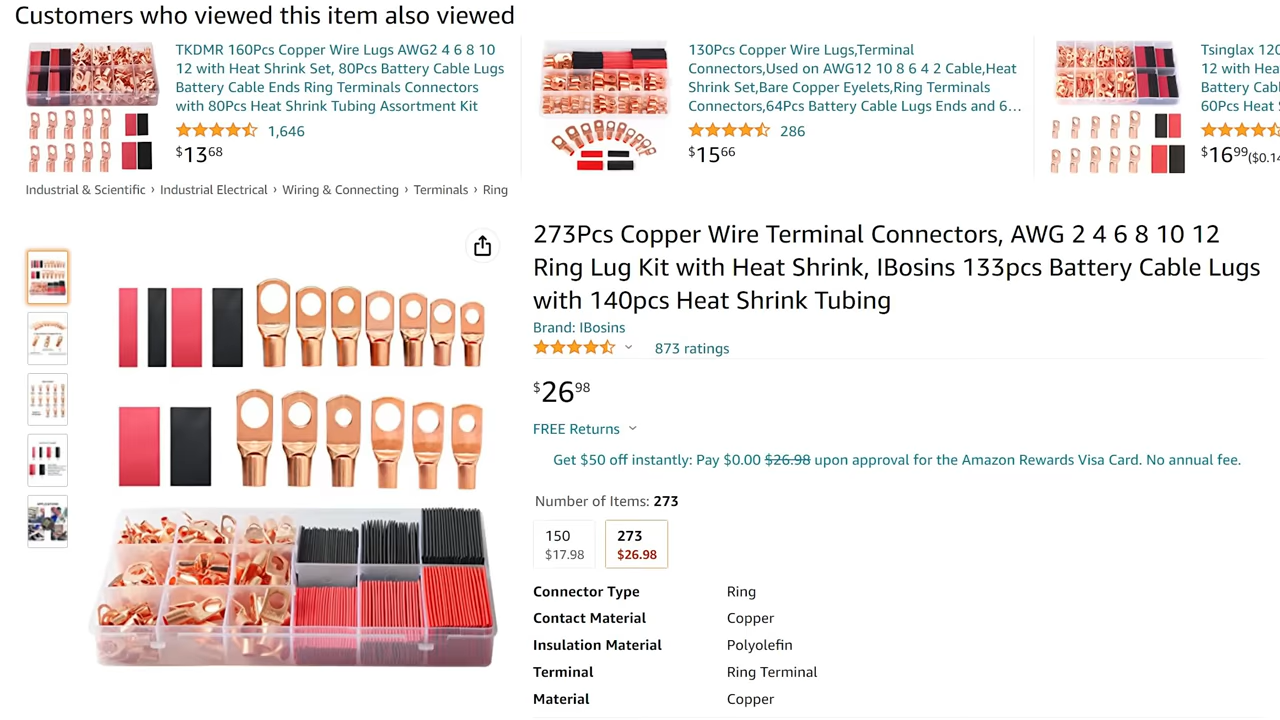 Customers who viewed this item also viewed
TKDMR 160Pcs Copper Wire Lugs AWG2 4 6 8 10
12 with Heat Shrink Set, 80Pcs Battery Cable Lugs
Battery Cable Ends Ring Terminals Connectors
with 80Pcs Heat Shrink Tubing Assortment Kit
1,646
$1368
130Pcs Copper Wire Lugs,Terminal
Connectors,Used on AWG12 10 8 6 4 2 Cable,Heat
Shrink Set,Bare Copper Eyelets,Ring Terminals
Connectors,64Pcs Battery Cable Lugs Ends and 6…
286
$1566
Tsinglax 120
12 with Hea
Battery Cabl
60Pcs Heat S
$1699($0.14
Industrial & Scientific › Industrial Electrical › Wiring & Connecting › Terminals › Ring
273Pcs Copper Wire Terminal Connectors, AWG 2 4 6 8 10 12
Ring Lug Kit with Heat Shrink, IBosins 133pcs Battery Cable Lugs
with 140pcs Heat Shrink Tubing
Brand: IBosins
873 ratings
$2698
FREE Returns
Get $50 off instantly: Pay $0.00 $26.98 upon approval for the Amazon Rewards Visa Card. No annual fee.
Number of Items: 273
150
$17.98
273
$26.98
Connector Type Ring
Contact Material Copper
Insulation Material Polyolefin
Terminal Ring Terminal
Material Copper